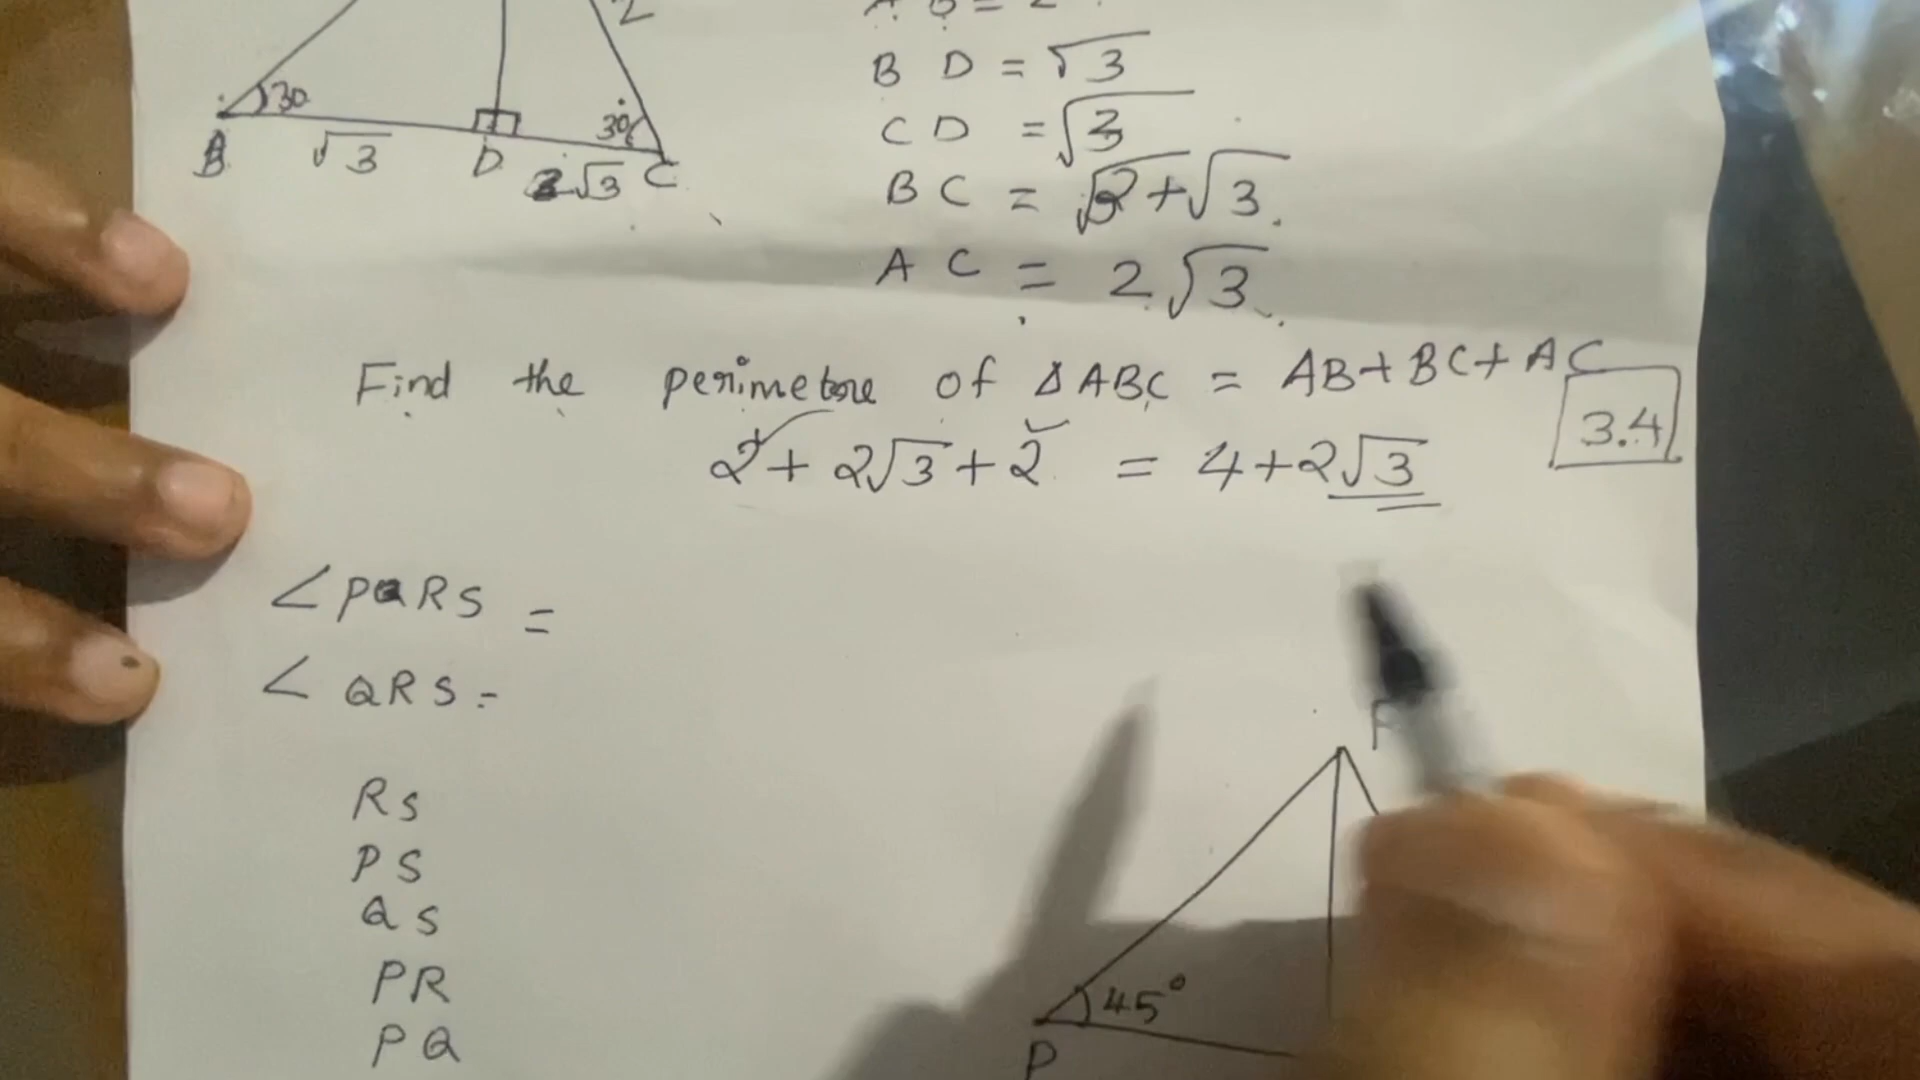 2
30
30°
B
√3
D
√3
C
BD = √3
CD = √3
BC = √3+√3.
AC = 2√3.
Find the perimetre of ΔABC = AB+BC+AC
3.4
2+2√3+2 = 4+2√3
∠PQRS =
∠QRS =
RS
PS
QS
PR
PQ
45°
P